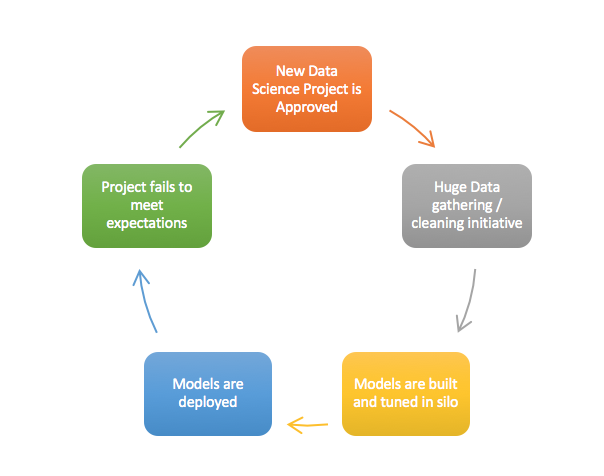 New Data
Science Project is
Approved
Huge Data
gathering /
cleaning initiative
Models are built
and tuned in silo
Models are
deployed
Project fails to
meet
expectations